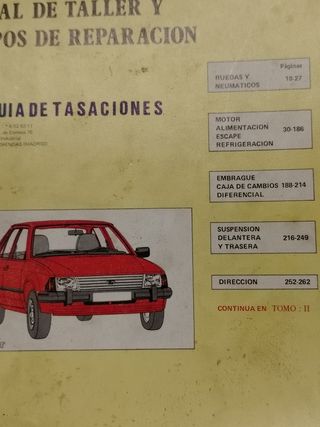 AL DE TALLER Y
POS DE REPARACION
UIA DE TASACIONES
Páginas
RUEDAS Y
NEUMATICOS
10-27
MOTOR
ALIMENTACION
ESCAPE
REFRIGERACION
30-186
EMBRAGUE
CAJA DE CAMBIOS
DIFERENCIAL
188-214
SUSPENSION
DELANTERA
Y TRASERA
216-249
DIRECCION
252-262
CONTINUA EN TOMO : II